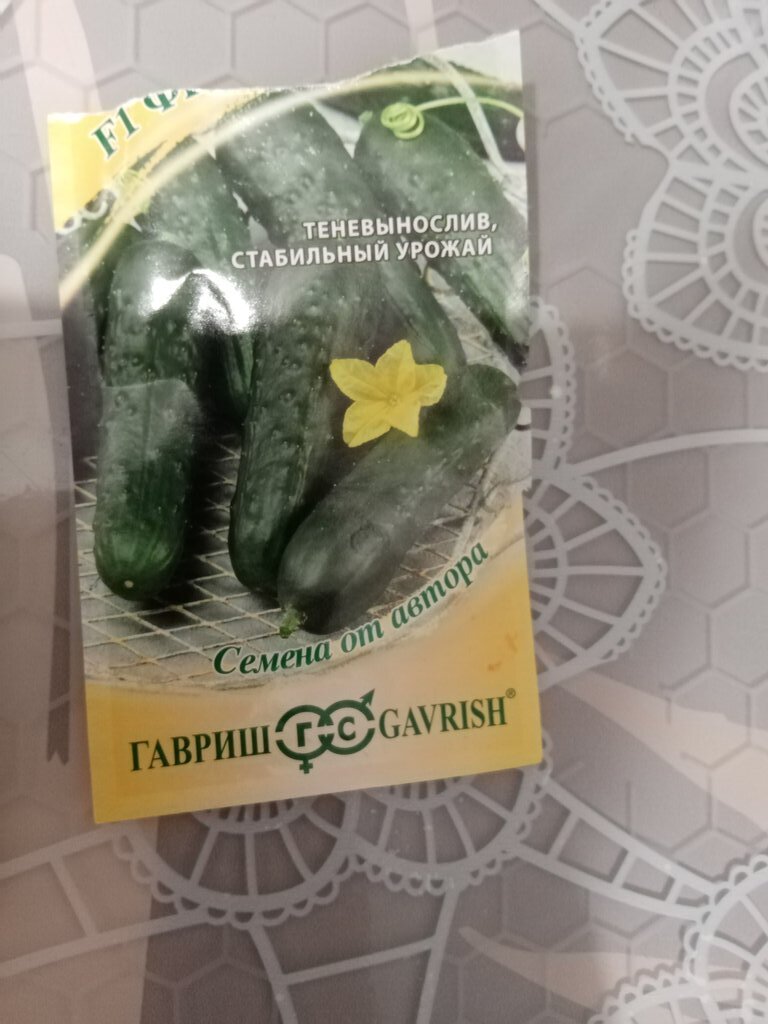 F1
ТЕНЕВЫНОСЛИВ,
СТАБИЛЬНЫЙ УРОЖАЙ
Семена от автора
ГАВРИШ ГС GAVRISH®